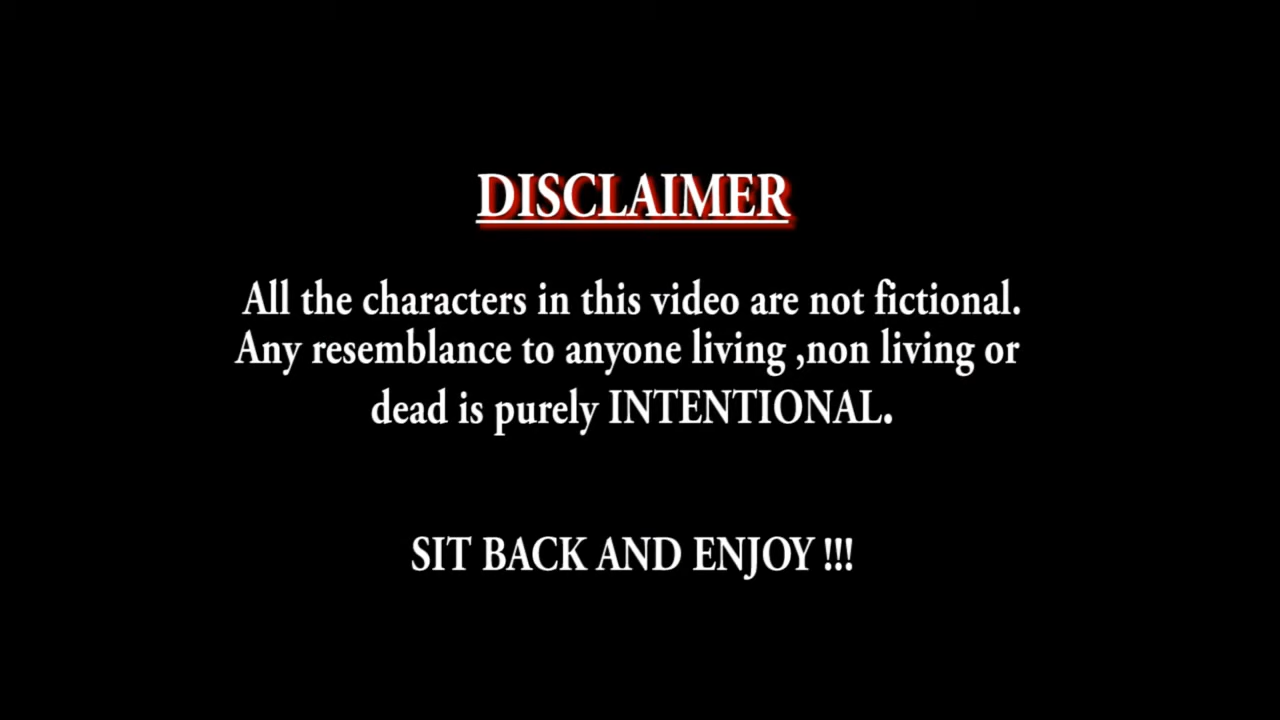 DISCLAIMER
All the characters in this video are not fictional.
Any resemblance to anyone living ,non living or
dead is purely INTENTIONAL.
SIT BACK AND ENJOY !!!